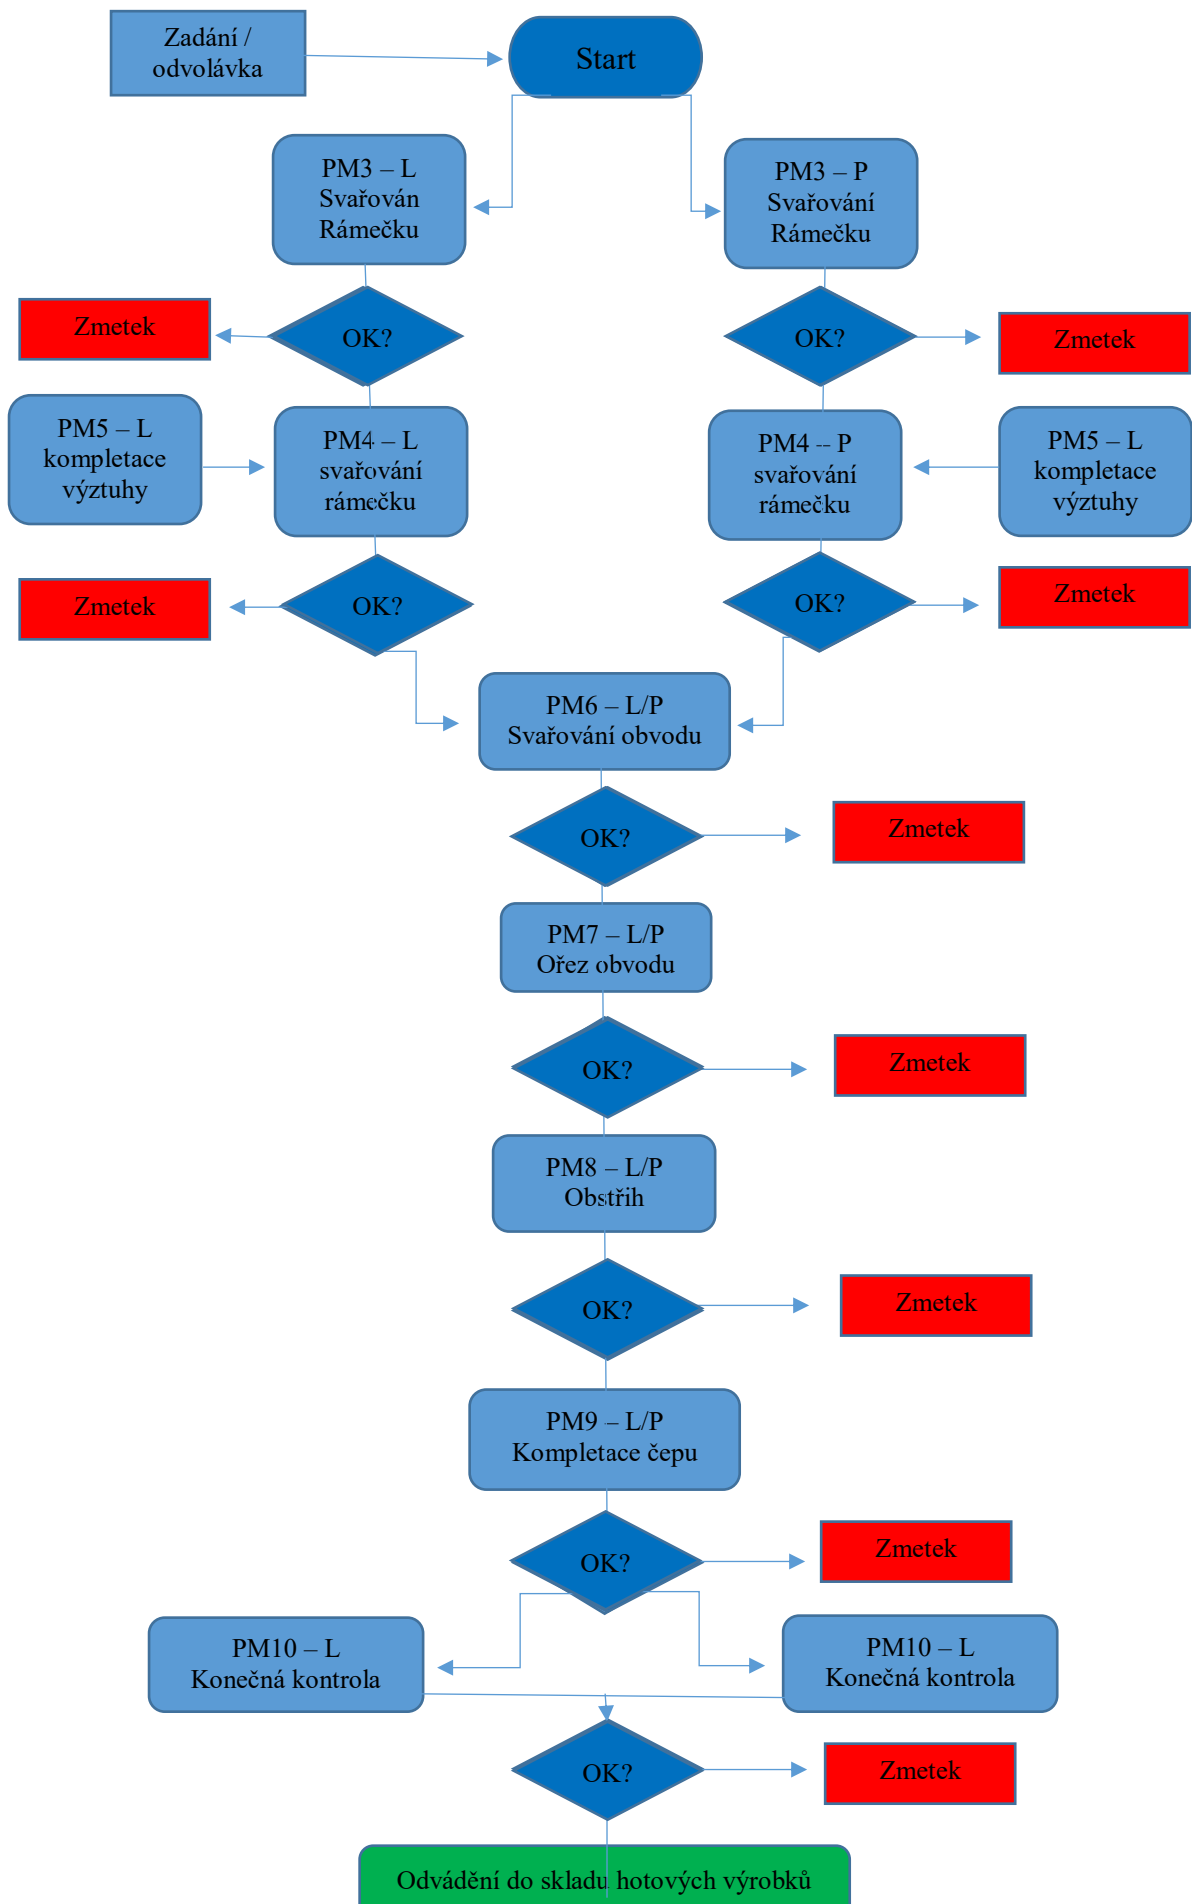 Zadání /
odvolávka
Start
PM3 – L
Svařován
Rámečku
PM3 – P
Svařování
Rámečku
Zmetek
OK?
OK?
Zmetek
PM5 – L
kompletace
výztuhy
PM4 – L
svařování
rámečku
PM4 – P
svařování
rámečku
PM5 – L
kompletace
výztuhy
Zmetek
OK?
OK?
Zmetek
PM6 – L/P
Svařování obvodu
OK?
Zmetek
PM7 – L/P
Ořez obvodu
OK?
Zmetek
PM8 – L/P
Obstřih
OK?
Zmetek
PM9 – L/P
Kompletace čepu
OK?
Zmetek
PM10 – L
Konečná kontrola
PM10 – L
Konečná kontrola
OK?
Zmetek
Odvádění do skladu hotových výrobků